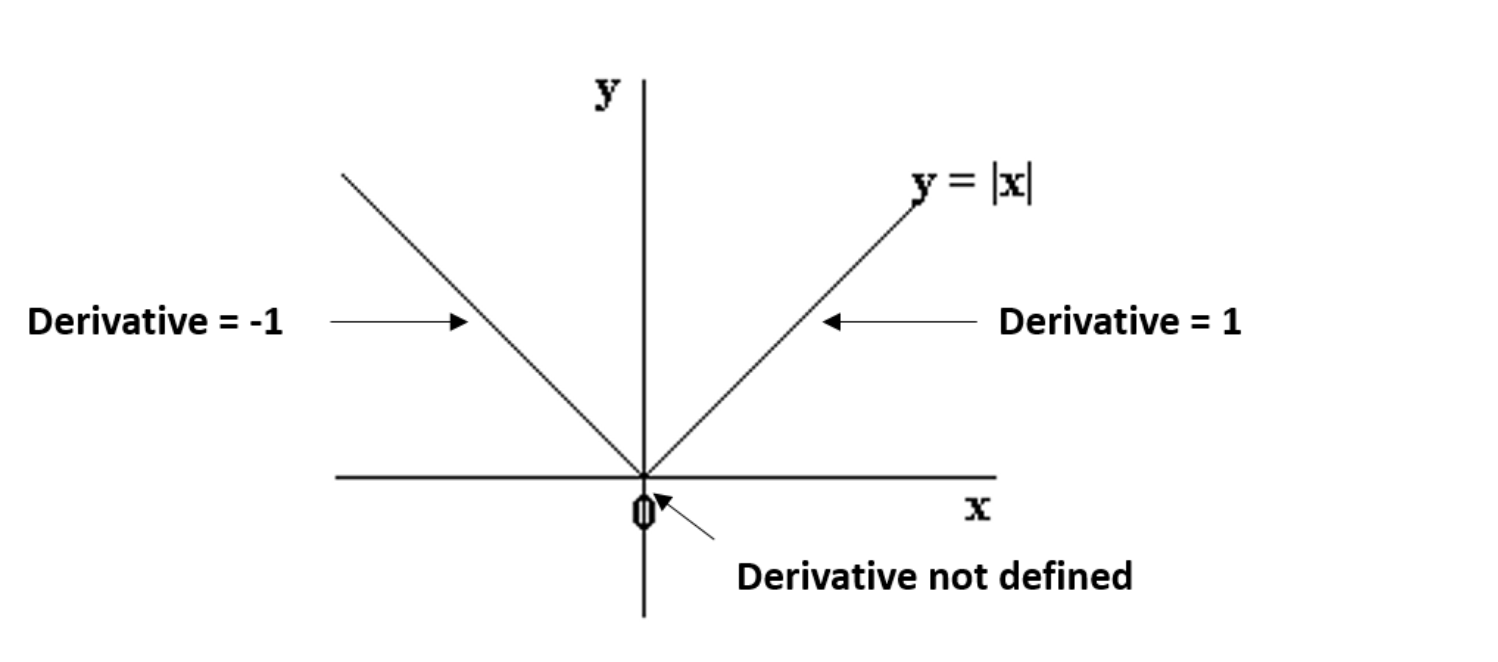 y
y = |x|
Derivative = -1
Derivative = 1
0
x
Derivative not defined